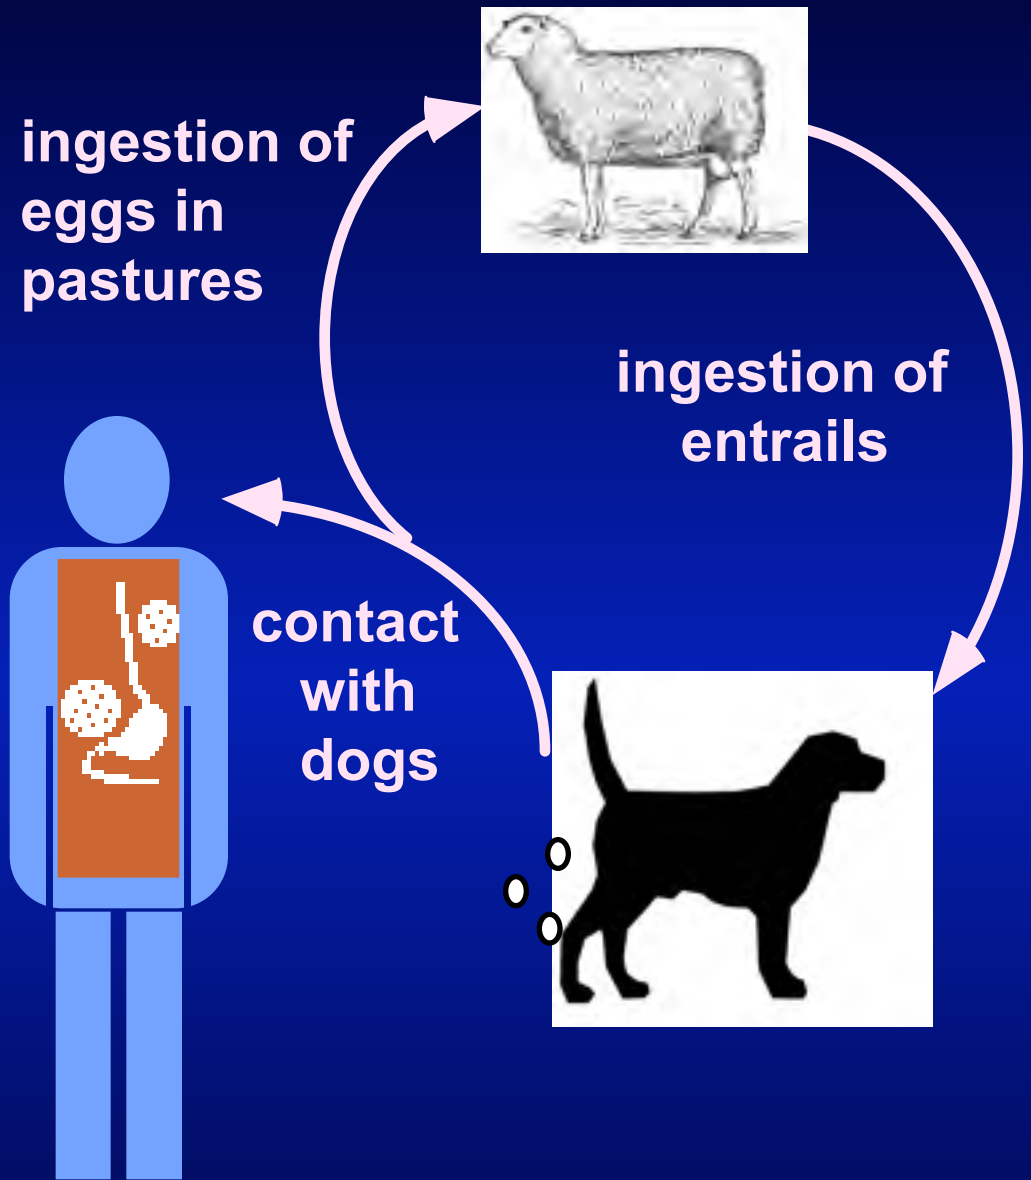 ingestion of
eggs in
pastures
ingestion of
entrails
contact
with
dogs